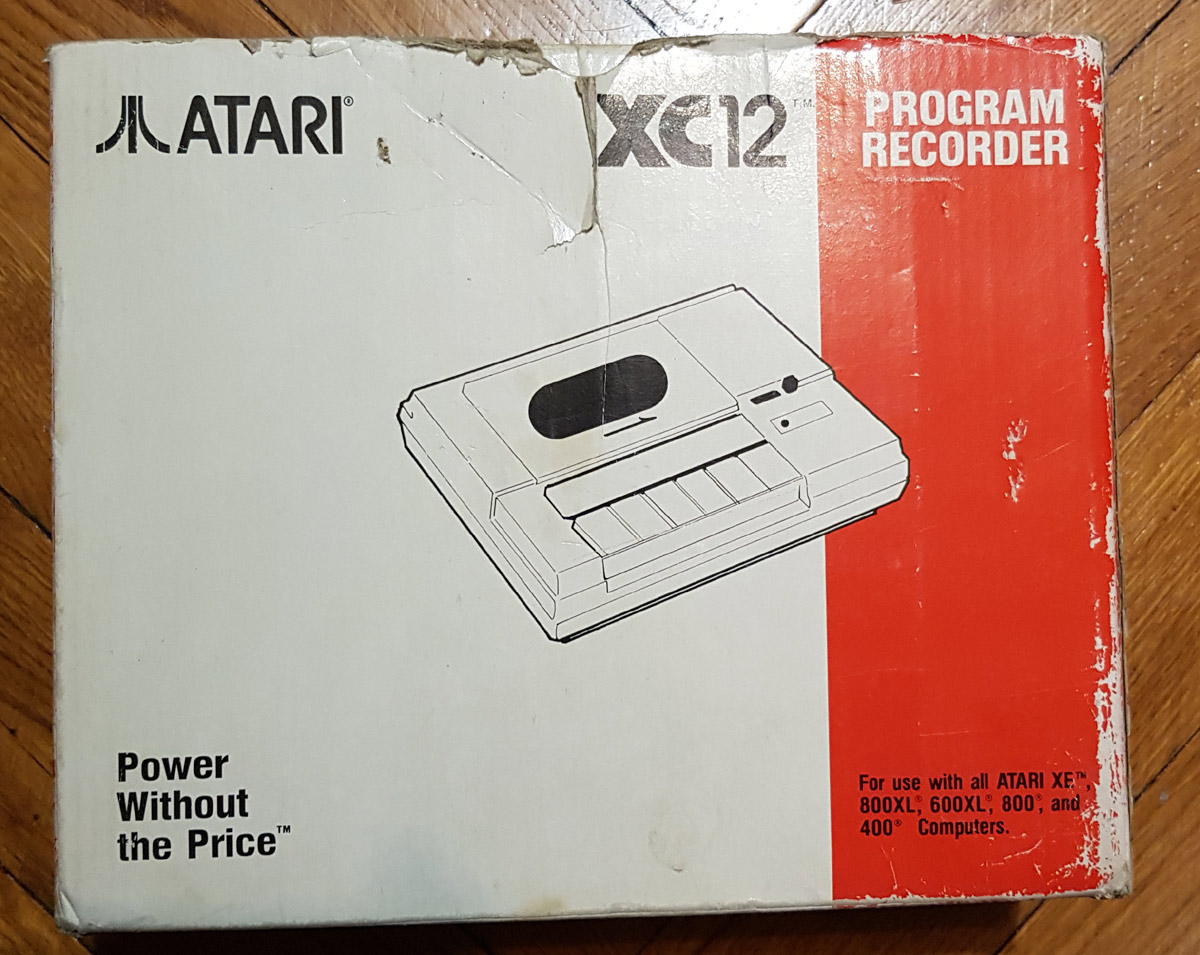 ATARI®
XC12™
PROGRAM
RECORDER
Power
Without
the Price™
For use with all ATARI XE™,
800XL®, 600XL®, 800®, and
400® Computers.